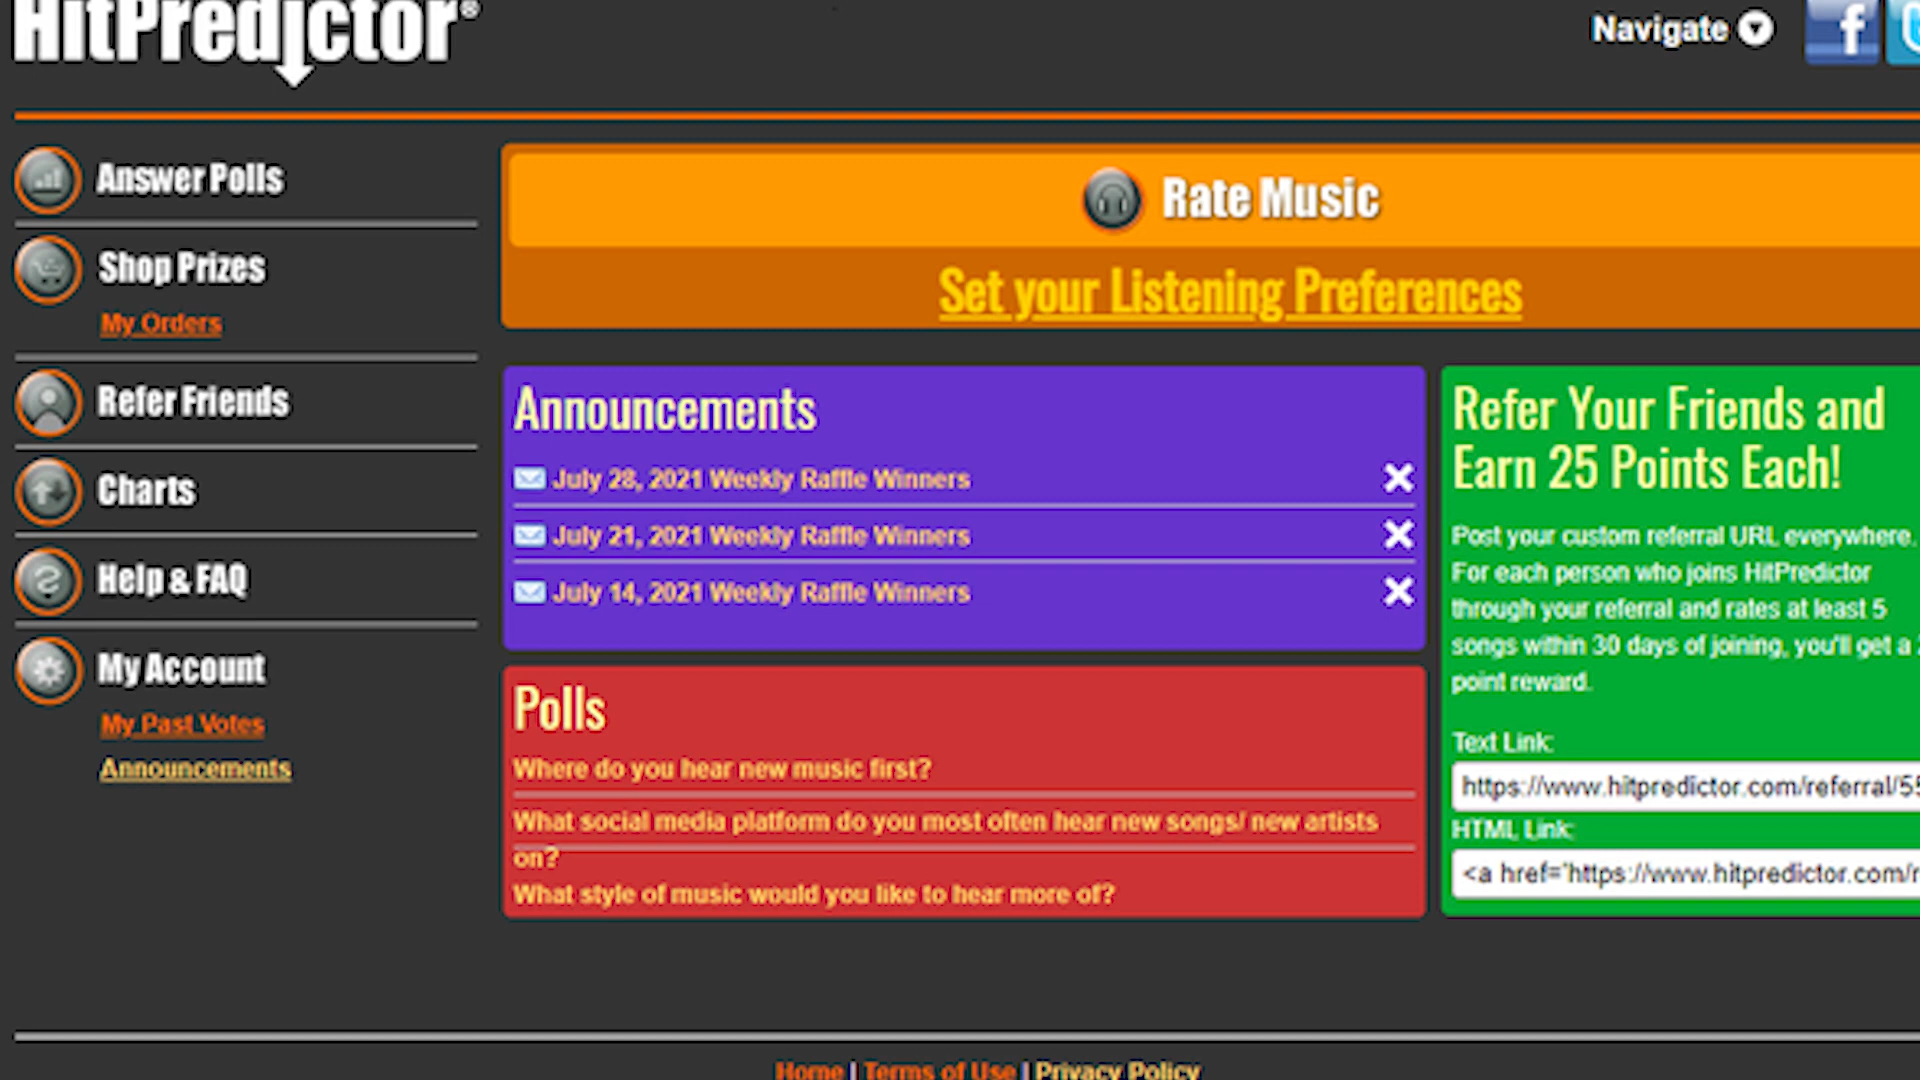 HitPredictor®
Navigate
Answer Polls
Shop Prizes
My Orders
Refer Friends
Charts
Help & FAQ
My Account
My Past Votes
Announcements
Rate Music
Set your Listening Preferences
Announcements
July 28, 2021 Weekly Raffle Winners
July 21, 2021 Weekly Raffle Winners
July 14, 2021 Weekly Raffle Winners
Polls
Where do you hear new music first?
What social media platform do you most often hear new songs/ new artists
on?
What style of music would you like to hear more of?
Refer Your Friends and
Earn 25 Points Each!
Post your custom referral URL everywhere.
For each person who joins HitPredictor
through your referral and rates at least 5
songs within 30 days of joining, you'll get a
point reward.
Text Link:
https://www.hitpredictor.com/referral/55
HTML Link:
<a href="https://www.hitpredictor.com/r
Home | Terms of Use | Privacy Policy